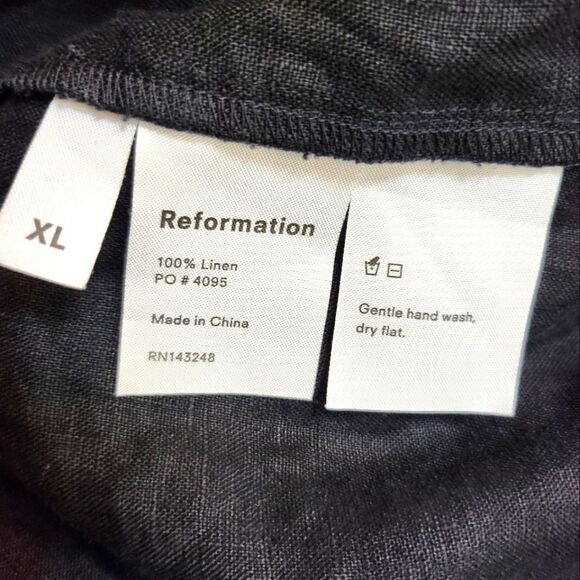 XL
Reformation
100% Linen
PO # 4095
Made in China
RN143248
Gentle hand wash,
dry flat.